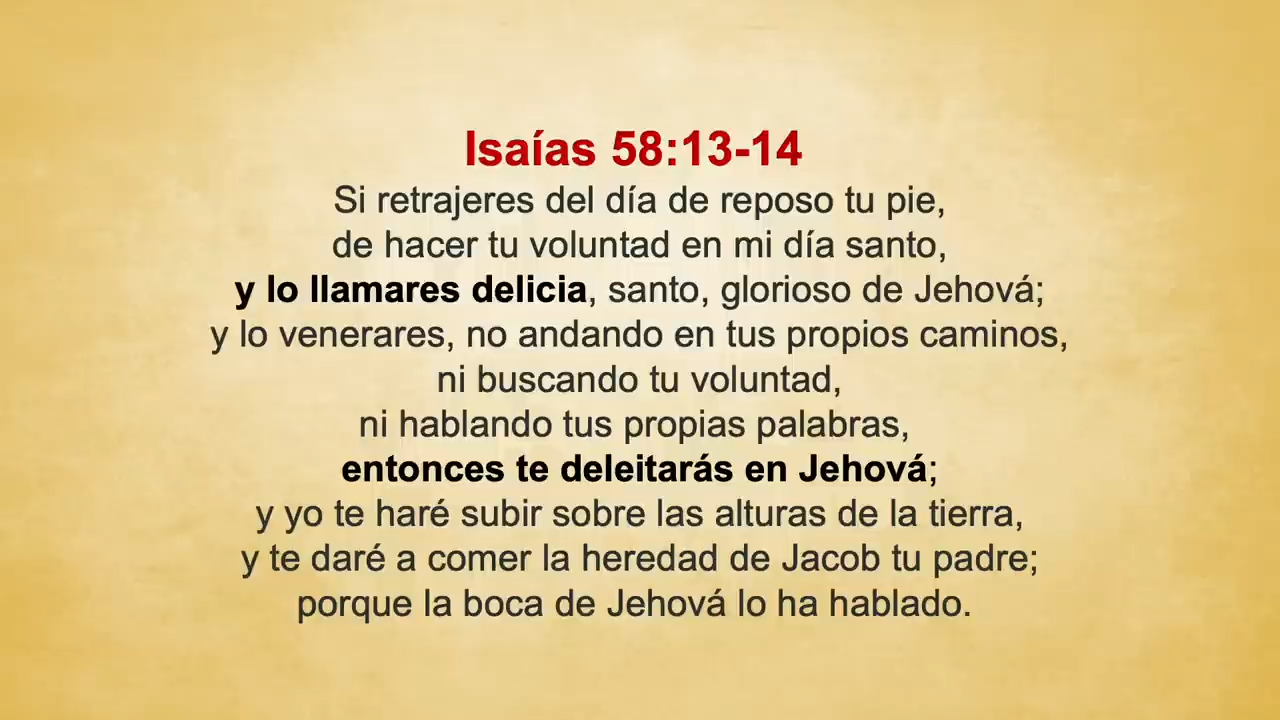 Isaías 58:13-14
Si retrajeres del día de reposo tu pie,
de hacer tu voluntad en mi día santo,
y lo llamares delicia, santo, glorioso de Jehová;
y lo venerares, no andando en tus propios caminos,
ni buscando tu voluntad,
ni hablando tus propias palabras,
entonces te deleitarás en Jehová;
y yo te haré subir sobre las alturas de la tierra,
y te daré a comer la heredad de Jacob tu padre;
porque la boca de Jehová lo ha hablado.